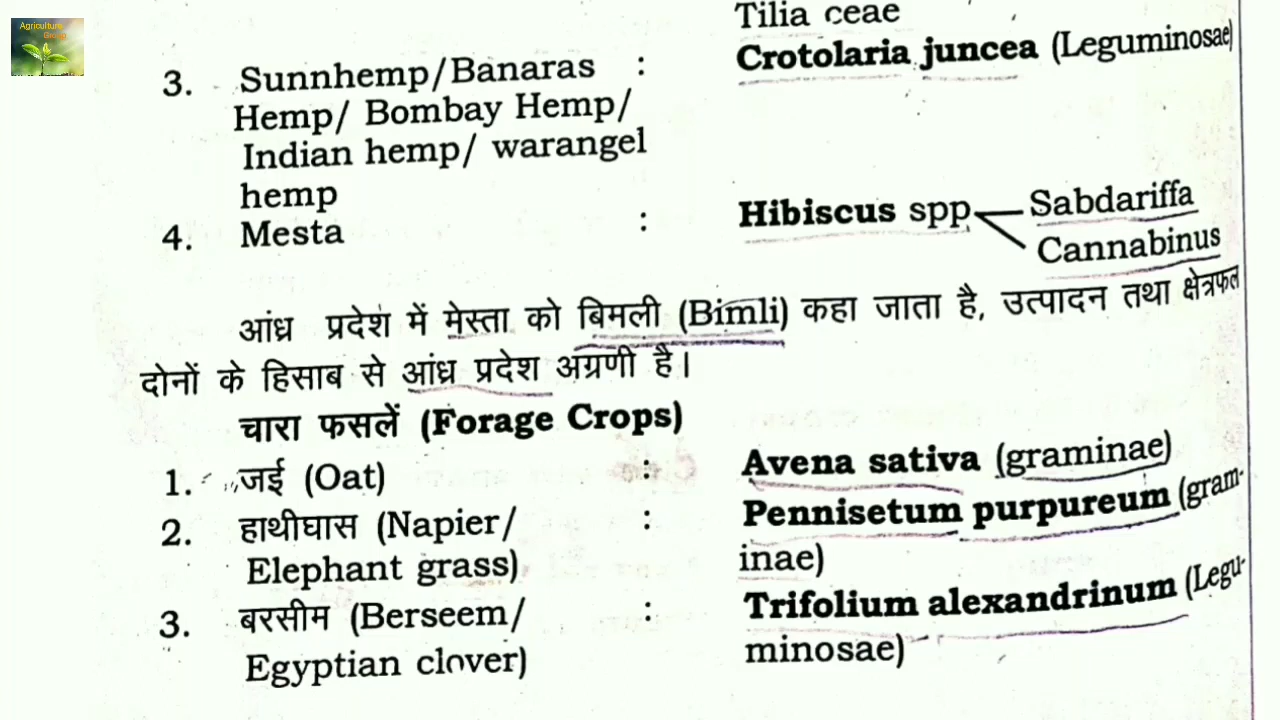 Agriculture
Tilia ceae
3. Sunnhemp/Banaras : Crotolaria juncea (Leguminosae)
Hemp/ Bombay Hemp/
Indian hemp/ warangel
hemp
4. Mesta : Hibiscus spp Sabdariffa
Cannabinus
आंध्र प्रदेश में मेस्ता को बिमली (Bimli) कहा जाता है, उत्पादन तथा क्षेत्रफल
दोनों के हिसाब से आंध्र प्रदेश अग्रणी है।
चारा फसलें (Forage Crops)
1. जई (Oat) : Avena sativa (graminae)
2. हाथीघास (Napier/ : Pennisetum purpureum (gram-
Elephant grass) inae)
3. बरसीम (Berseem/ : Trifolium alexandrinum (Legu-
Egyptian clover) minosae)